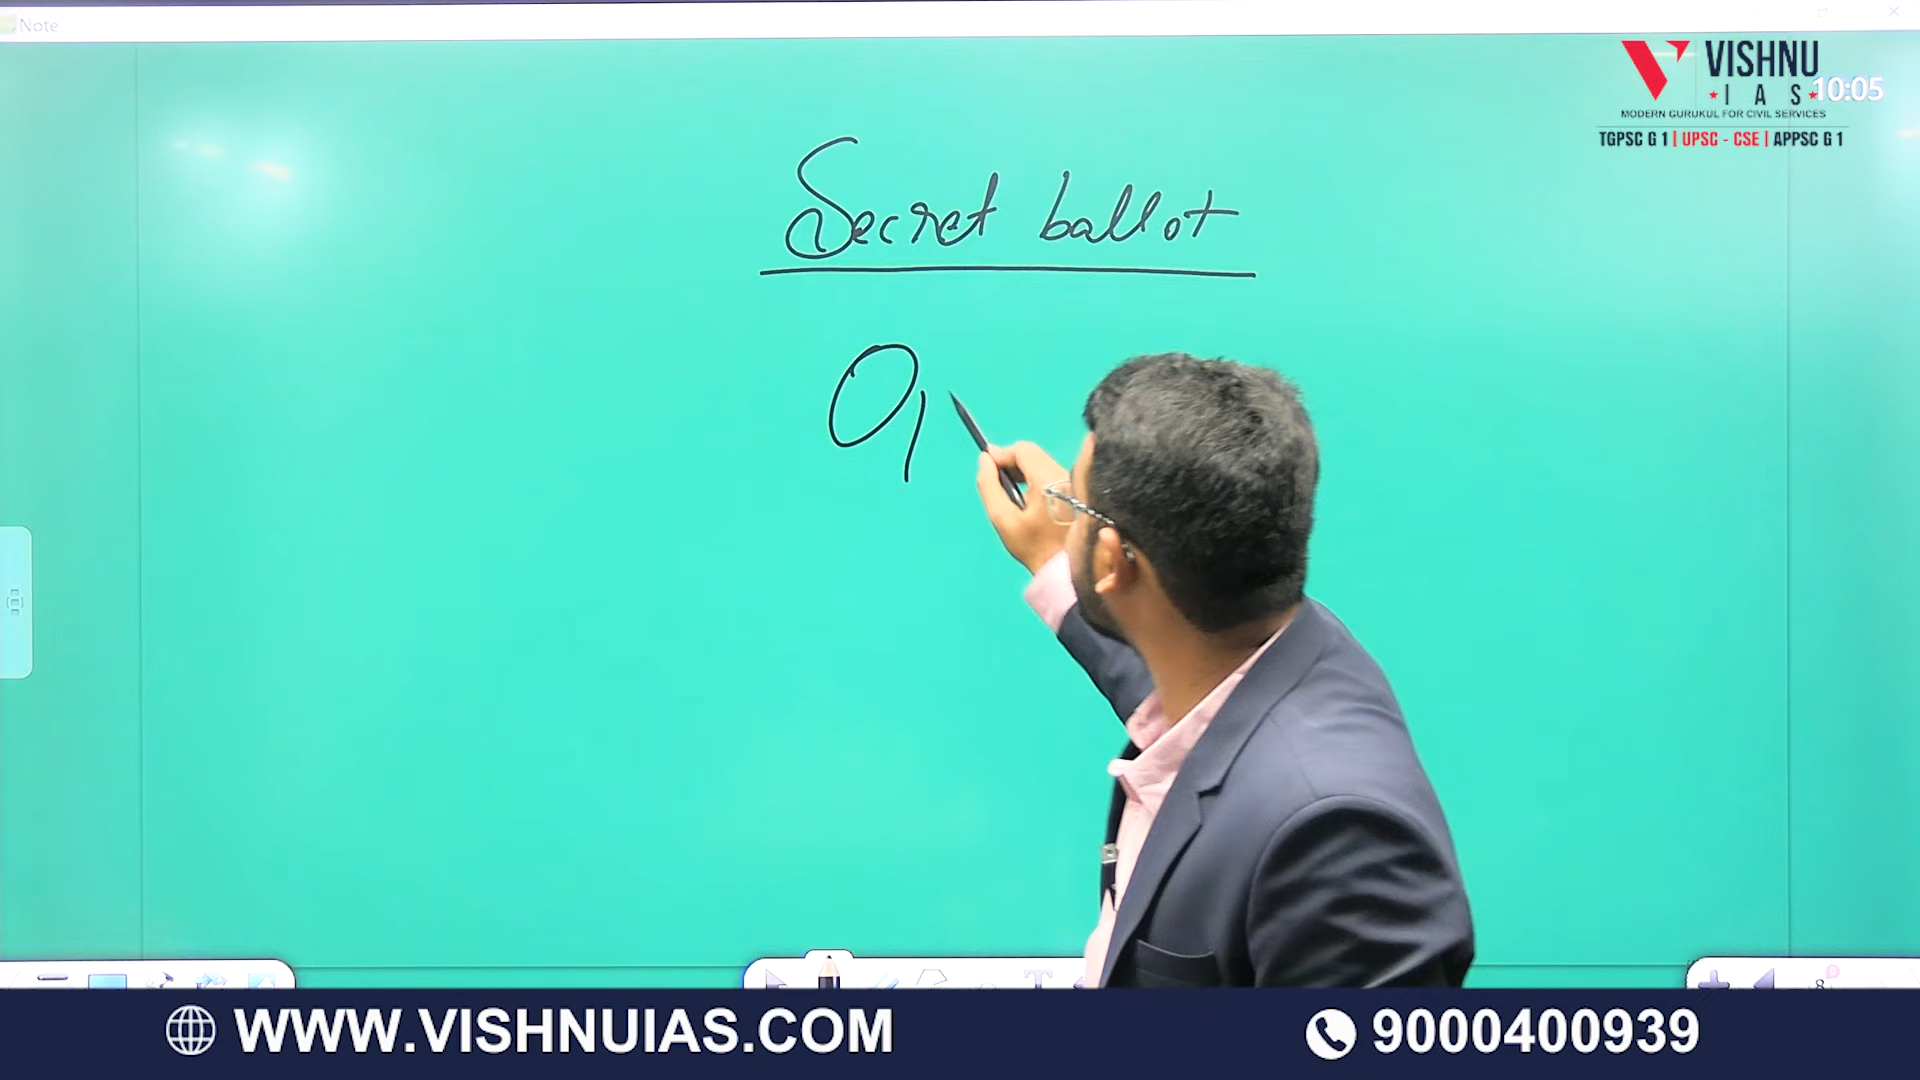 Note
VISHNU
IAS
10:05
MODERN GURUKUL FOR CIVIL SERVICES
TGPSC G 1 | UPSC - CSE | APPSC G 1
Secret ballot
WWW.VISHNUIAS.COM
9000400939